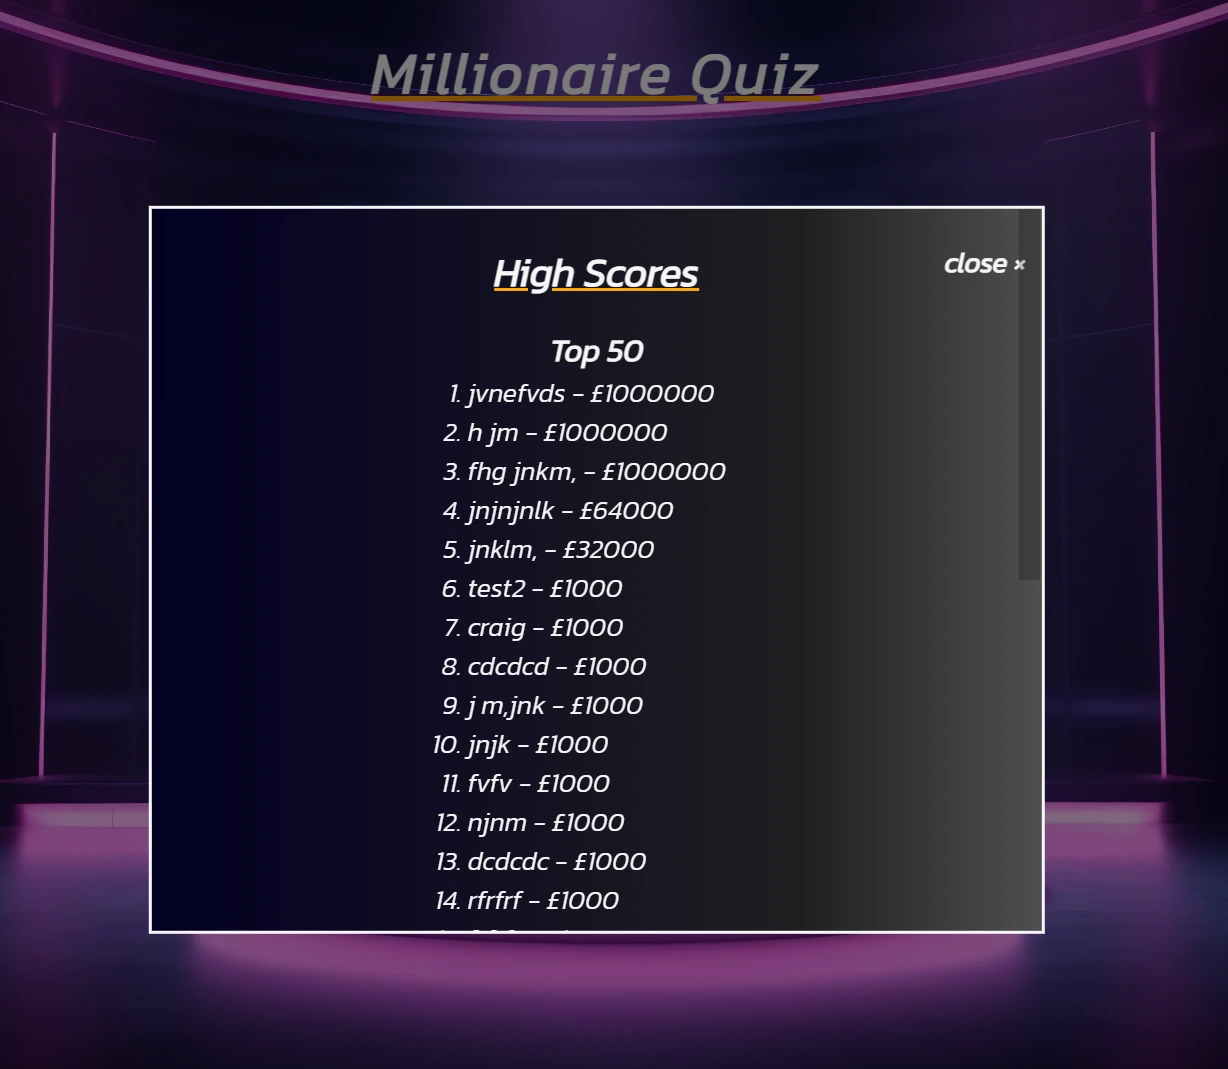 Millionaire Quiz
High Scores
close ×
Top 50
1. jvnefvds - £1000000
2. h jm - £1000000
3. fhg jnkm, - £1000000
4. jnjnjnlk - £64000
5. jnklm, - £32000
6. test2 - £1000
7. craig - £1000
8. cdcdcd - £1000
9. j m,jnk - £1000
10. jnjk - £1000
11. fvfv - £1000
12. njnm - £1000
13. dcdcdc - £1000
14. rfrfrf - £1000